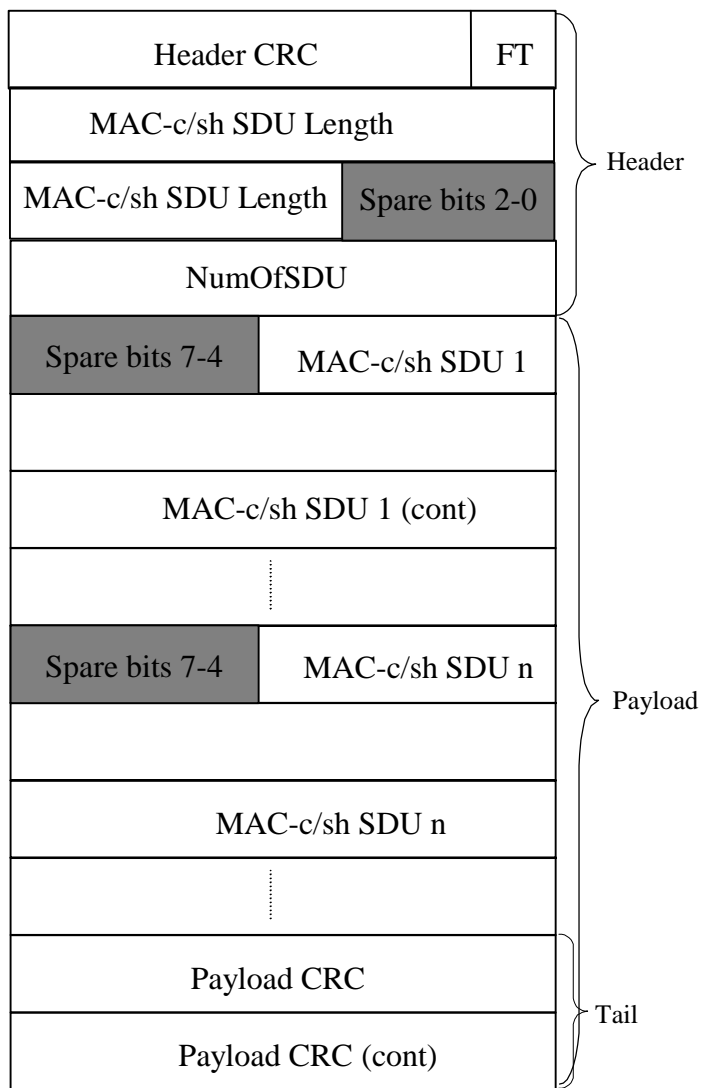 Header CRC FT
MAC-c/sh SDU Length
MAC-c/sh SDU Length Spare bits 2-0
Header
NumOfSDU
Spare bits 7-4 MAC-c/sh SDU 1
MAC-c/sh SDU 1 (cont)
Spare bits 7-4 MAC-c/sh SDU n
Payload
MAC-c/sh SDU n
Payload CRC
Tail
Payload CRC (cont)